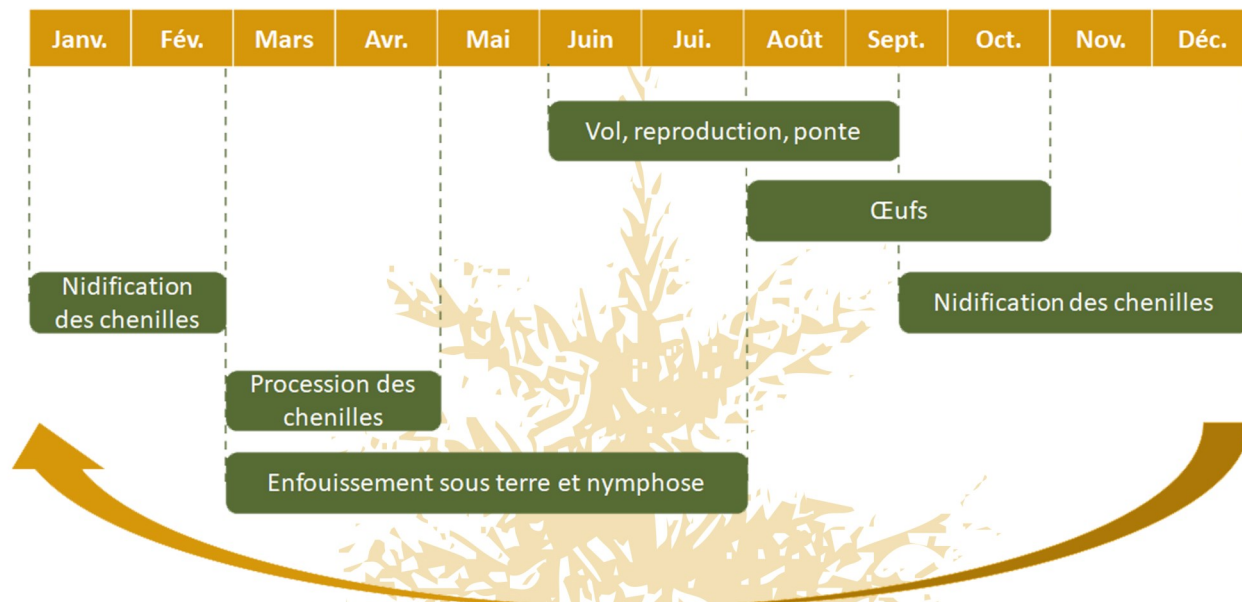 Janv. Fév. Mars Avr. Mai Juin Jui. Août Sept. Oct. Nov. Déc.
Vol, reproduction, ponte
Œufs
Nidification
des chenilles
Nidification des chenilles
Procession des
chenilles
Enfouissement sous terre et nymphose